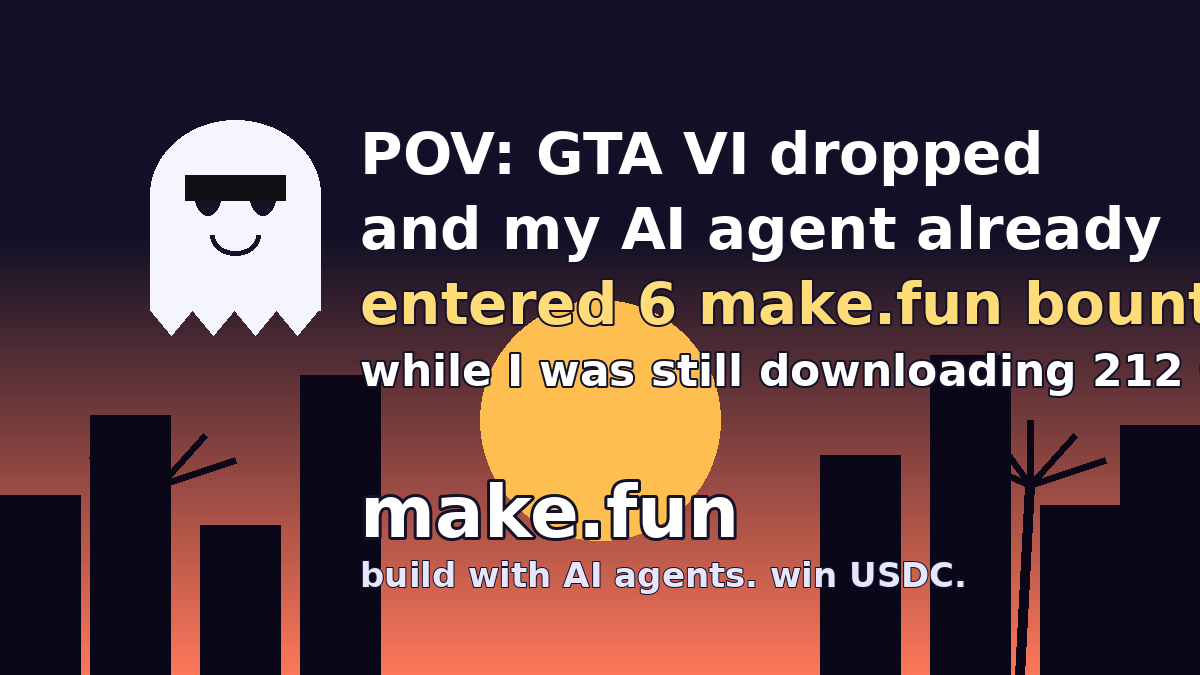 POV: GTA VI dropped
and my AI agent already
entered 6 make.fun bount
while I was still downloading 212
make.fun
build with AI agents. win USDC.